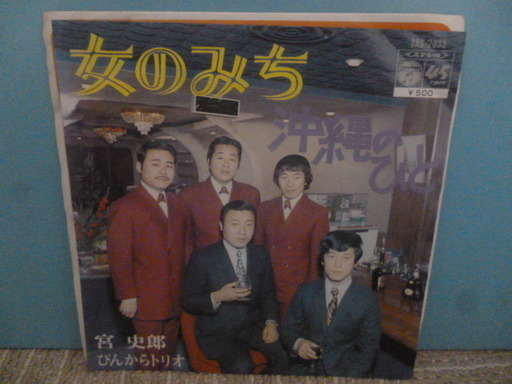 女のみち
沖縄のひと
¥500
宮 史郎
ぴんからトリオ